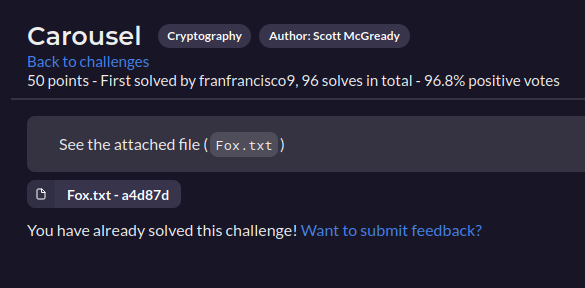 Carousel Cryptography Author: Scott McGready
Back to challenges
50 points - First solved by franfrancisco9, 96 solves in total - 96.8% positive votes
See the attached file (Fox.txt)
Fox.txt - a4d87d
You have already solved this challenge! Want to submit feedback?